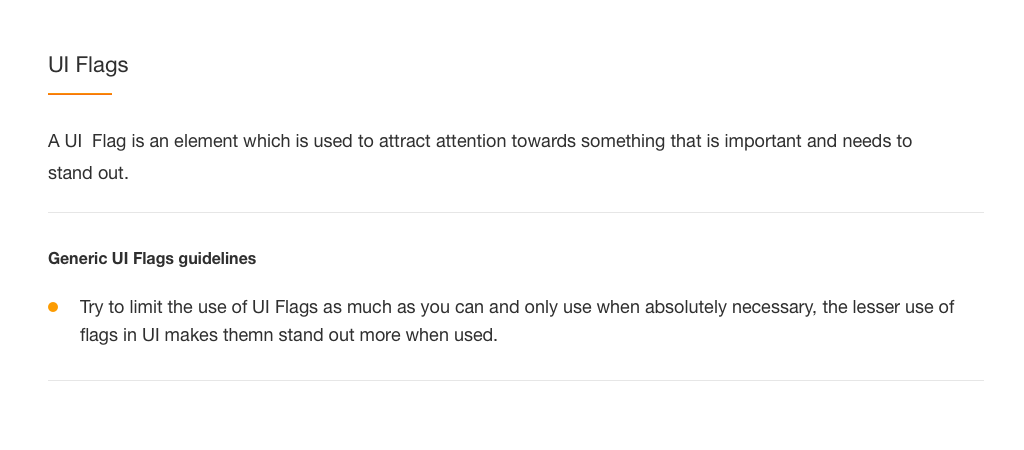 UI Flags
A UI  Flag is an element which is used to attract attention towards something that is important and needs to
stand out.
Generic UI Flags guidelines
Try to limit the use of UI Flags as much as you can and only use when absolutely necessary, the lesser use of
flags in UI makes themn stand out more when used.